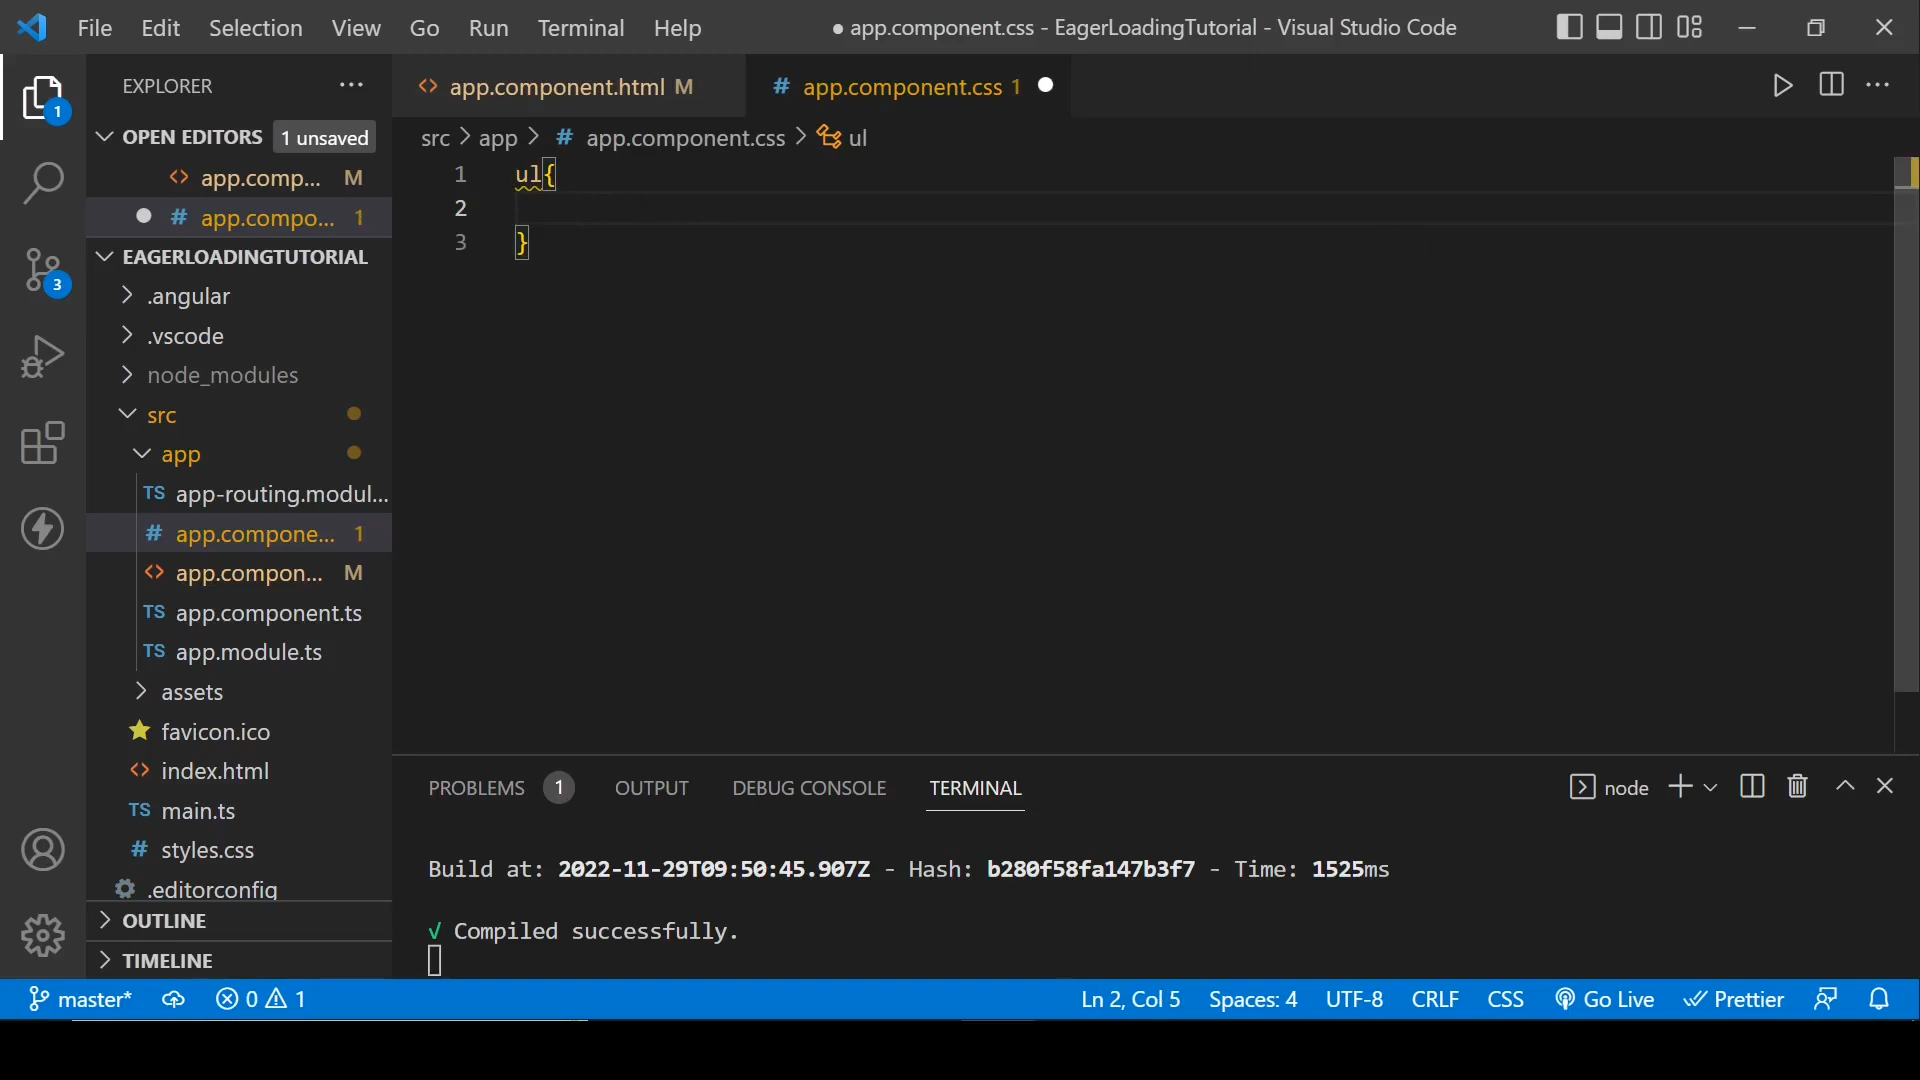 File Edit Selection View Go Run Terminal Help
● app.component.css - EagerLoadingTutorial - Visual Studio Code
EXPLORER ...
1
OPEN EDITORS 1 unsaved
<> app.comp... M
# app.compo... 1
3
EAGERLOADINGTUTORIAL
.angular
.vscode
node_modules
src
app
TS app-routing.modul...
# app.compone... 1
<> app.compon... M
TS app.component.ts
TS app.module.ts
assets
favicon.ico
<> index.html
TS main.ts
# styles.css
.editorconfig
OUTLINE
TIMELINE
<> app.component.html M
# app.component.css 1
src > app > # app.component.css > ul
1 ul{
2
3 }
PROBLEMS 1 OUTPUT DEBUG CONSOLE TERMINAL
node
Build at: 2022-11-29T09:50:45.907Z - Hash: b280f58fa147b3f7 - Time: 1525ms
√ Compiled successfully.
master* 0 1
Ln 2, Col 5 Spaces: 4 UTF-8 CRLF CSS Go Live Prettier